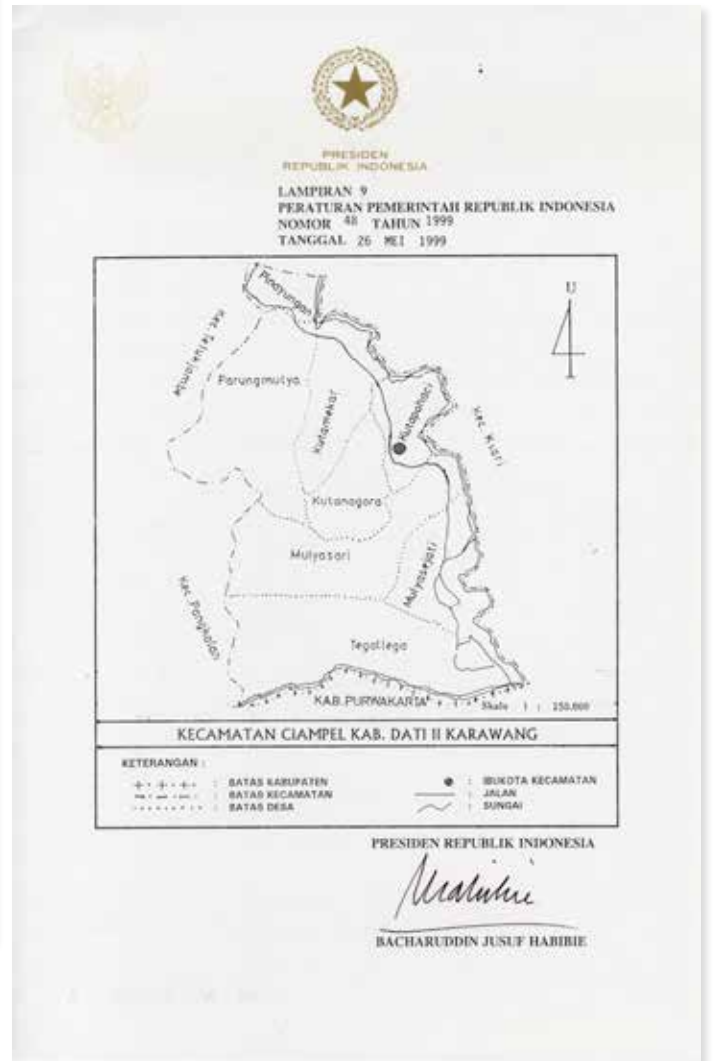 PRESIDEN
REPUBLIK INDONESIA
LAMPIRAN 9
PERATURAN PEMERINTAH REPUBLIK INDONESIA
NOMOR 48 TAHUN 1999
TANGGAL 26 MEI 1999
U
Pinayungan
Kec. Telukjambe
Parungmulya
Kutamekar
Kutapohaci
Kec. Klari
Kutanegara
Mulyasari
Mulyasejati
Kec. Pangkalan
Tegallega
KAB. PURWAKARTA
Skala 1 : 250.000
KECAMATAN CIAMPEL KAB. DATI II KARAWANG
KETERANGAN :
: BATAS KABUPATEN
: BATAS KECAMATAN
: BATAS DESA
: IBUKOTA KECAMATAN
: JALAN
: SUNGAI
PRESIDEN REPUBLIK INDONESIA
BACHARUDDIN JUSUF HABIBIE